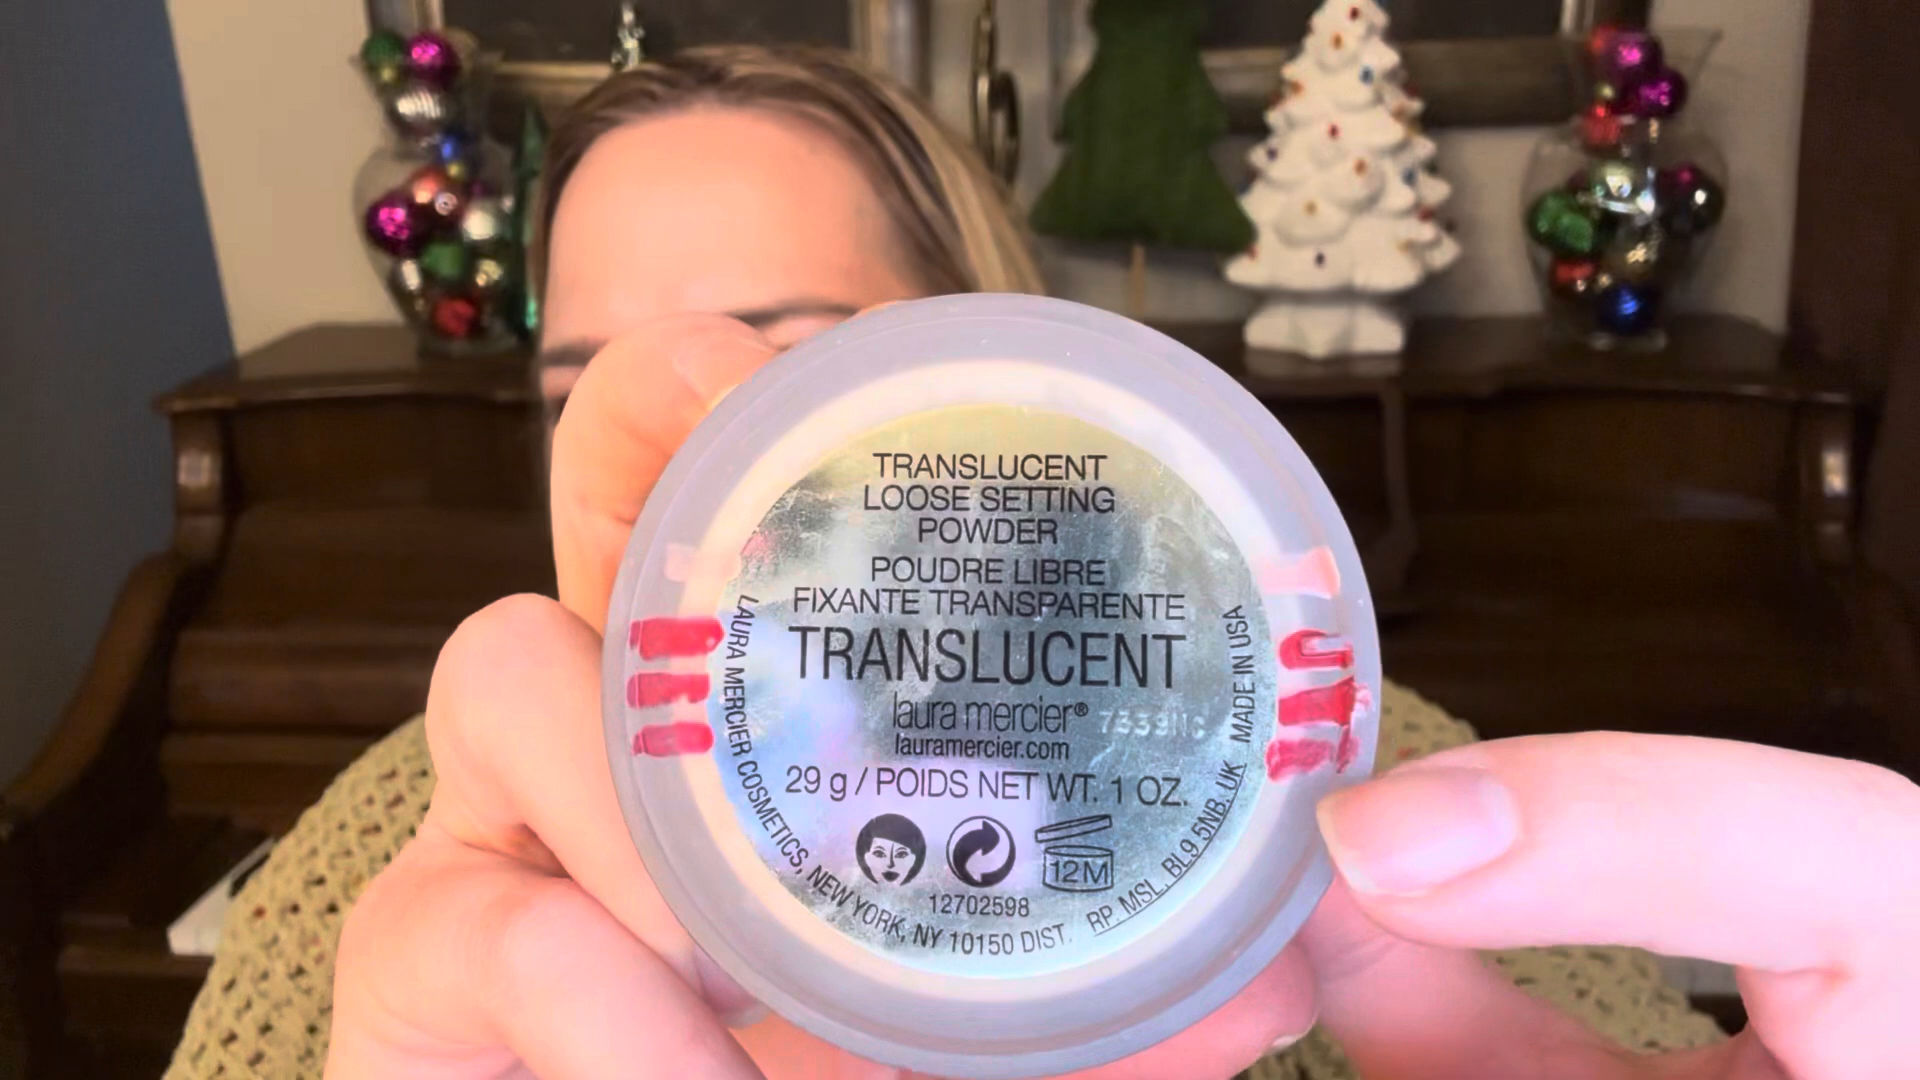 TRANSLUCENT
LOOSE SETTING
POWDER
POUDRE LIBRE
FIXANTE TRANSPARENTE
TRANSLUCENT
laura mercier®
lauramercier.com
29 g / POIDS NET WT. 1 OZ.
12M
12702598
LAURA MERCIER COSMETICS, NEW YORK, NY 10150 DIST.
RP. MSL, BL9 5NB, UK MADE IN USA